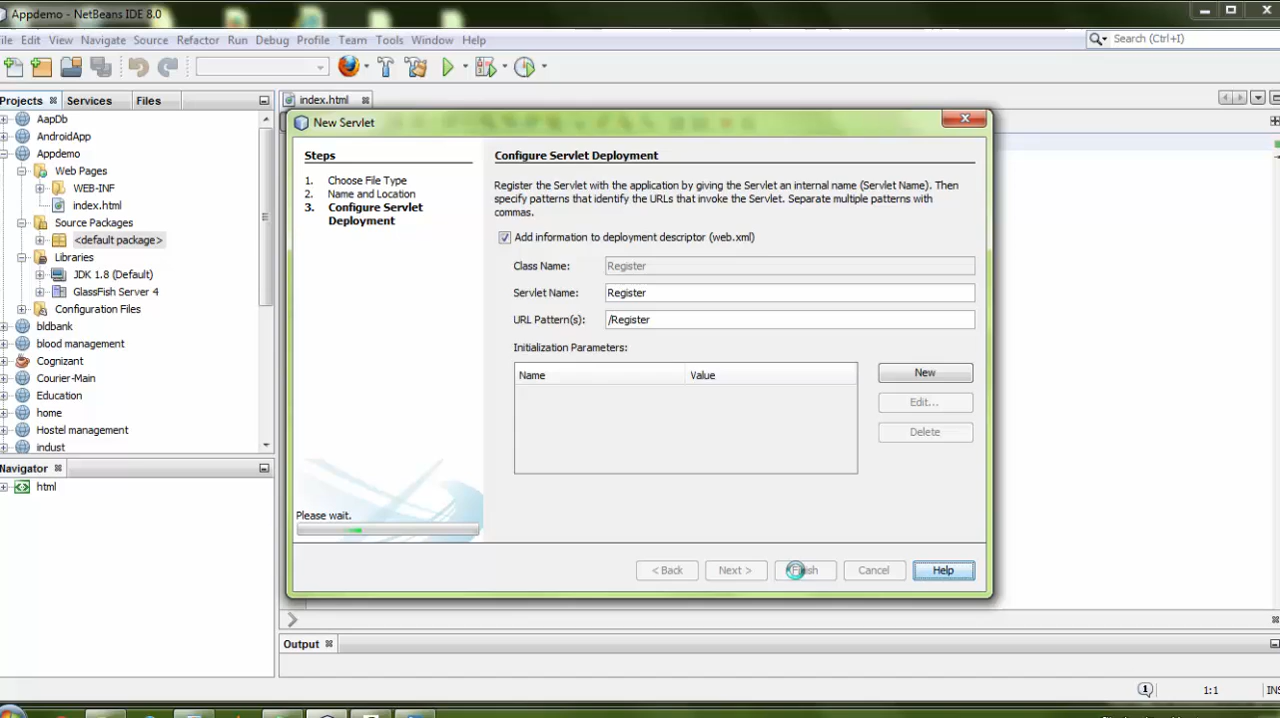 Appdemo - NetBeans IDE 8.0
ile Edit View Navigate Source Refactor Run Debug Profile Team Tools Window Help
Search (Ctrl+I)
Projects Services Files
index.html
AapDb
AndroidApp
Appdemo
Web Pages
WEB-INF
index.html
Source Packages
<default package>
Libraries
JDK 1.8 (Default)
GlassFish Server 4
Configuration Files
bldbank
blood management
Cognizant
Courier-Main
Education
home
Hostel management
indust
Navigator
html
New Servlet
Steps
1. Choose File Type
2. Name and Location
3. Configure Servlet
Deployment
Please wait.
Configure Servlet Deployment
Register the Servlet with the application by giving the Servlet an internal name (Servlet Name). Then
specify patterns that identify the URLs that invoke the Servlet. Separate multiple patterns with
commas.
Add information to deployment descriptor (web.xml)
Class Name: Register
Servlet Name: Register
URL Pattern(s): /Register
Initialization Parameters:
Name Value
New
Edit...
Delete
< Back Next > Finish Cancel Help
Output
1 1:1 INS